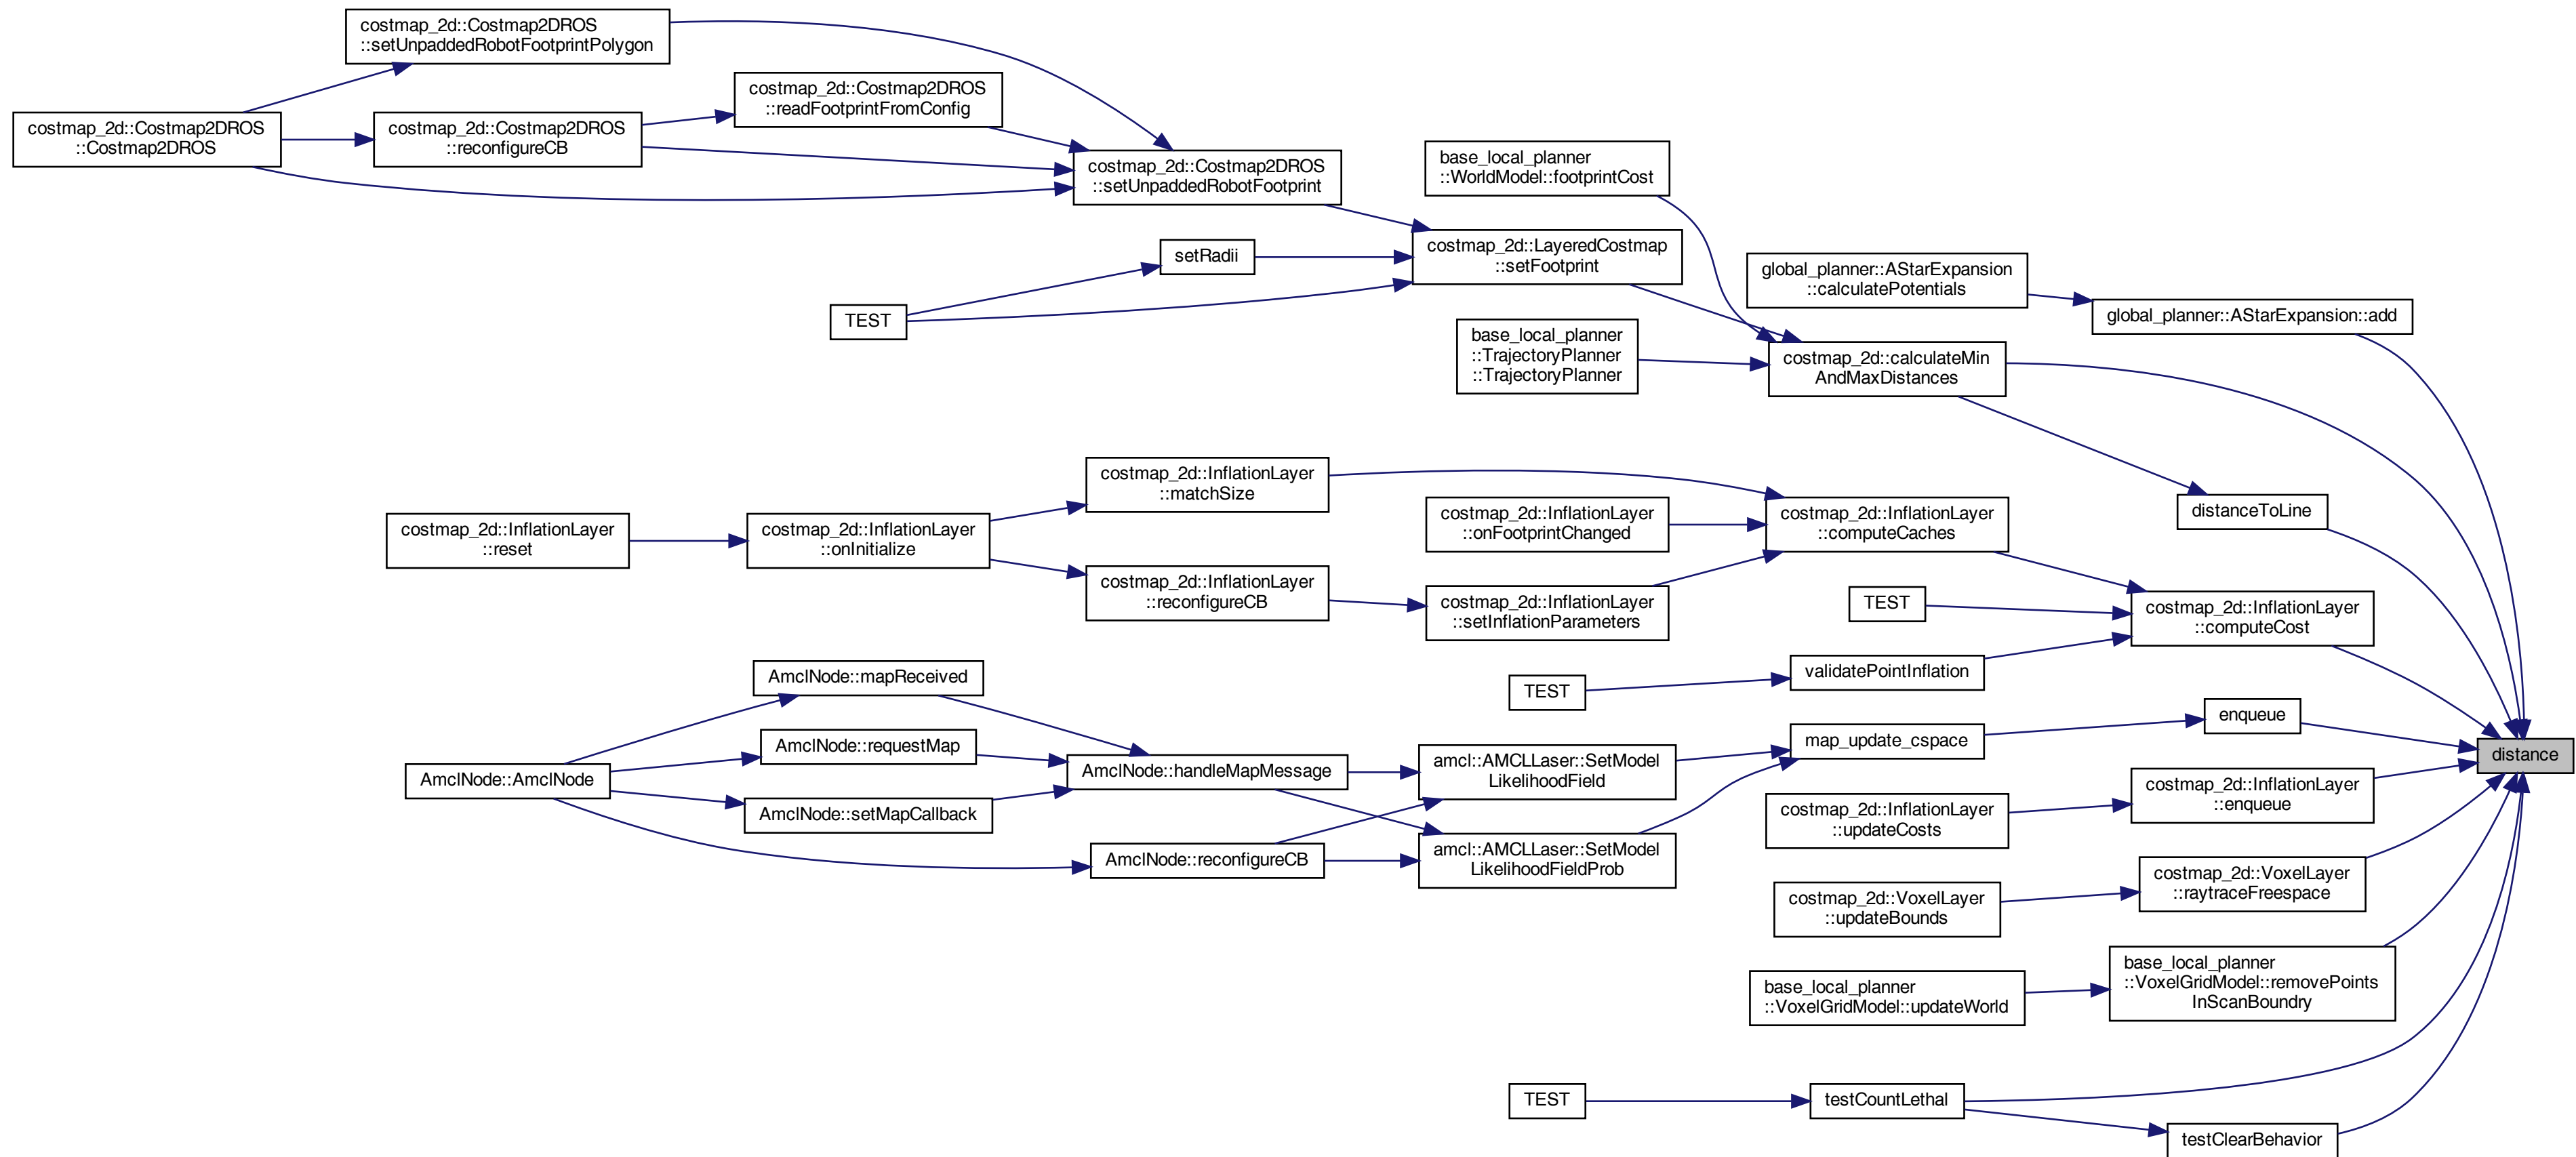 costmap_2d::Costmap2DROS
::setUnpaddedRobotFootprintPolygon
costmap_2d::Costmap2DROS
::readFootprintFromConfig
costmap_2d::Costmap2DROS
::Costmap2DROS
costmap_2d::Costmap2DROS
::reconfigureCB
costmap_2d::Costmap2DROS
::setUnpaddedRobotFootprint
base_local_planner
::WorldModel::footprintCost
setRadii
costmap_2d::LayeredCostmap
::setFootprint
global_planner::AStarExpansion
::calculatePotentials
global_planner::AStarExpansion::add
TEST
base_local_planner
::TrajectoryPlanner
::TrajectoryPlanner
costmap_2d::calculateMin
AndMaxDistances
costmap_2d::InflationLayer
::matchSize
distanceToLine
costmap_2d::InflationLayer
::reset
costmap_2d::InflationLayer
::onInitialize
costmap_2d::InflationLayer
::onFootprintChanged
costmap_2d::InflationLayer
::computeCaches
costmap_2d::InflationLayer
::reconfigureCB
costmap_2d::InflationLayer
::setInflationParameters
TEST
costmap_2d::InflationLayer
::computeCost
AmclNode::mapReceived
TEST
validatePointInflation
enqueue
AmclNode::requestMap
map_update_cspace
distance
AmclNode::AmclNode
AmclNode::handleMapMessage
amcl::AMCLLaser::SetModel
LikelihoodField
costmap_2d::InflationLayer
::enqueue
AmclNode::setMapCallback
costmap_2d::InflationLayer
::updateCosts
AmclNode::reconfigureCB
amcl::AMCLLaser::SetModel
LikelihoodFieldProb
costmap_2d::VoxelLayer
::raytraceFreespace
costmap_2d::VoxelLayer
::updateBounds
base_local_planner
::VoxelGridModel::removePoints
InScanBoundry
base_local_planner
::VoxelGridModel::updateWorld
TEST
testCountLethal
testClearBehavior